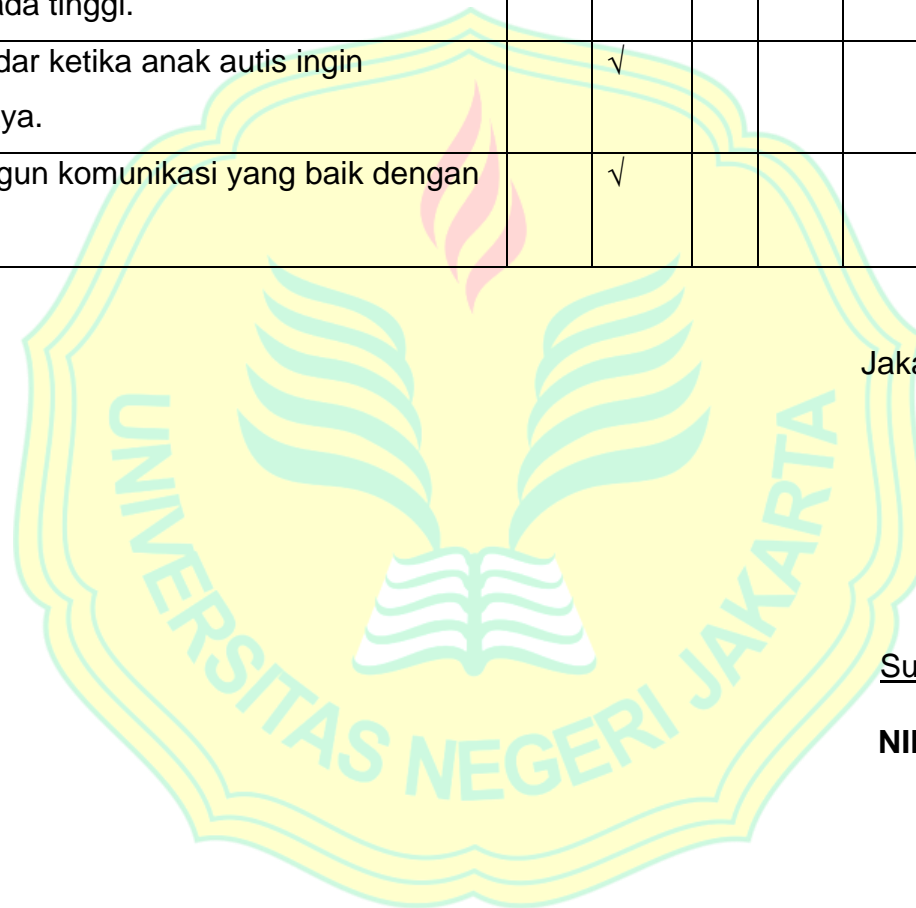 ada tinggi.
dar ketika anak autis ingin √
ya.
gun komunikasi yang baik dengan √
Jaka
UNIVERSITAS NEGERI JAKARTA
Su
NI